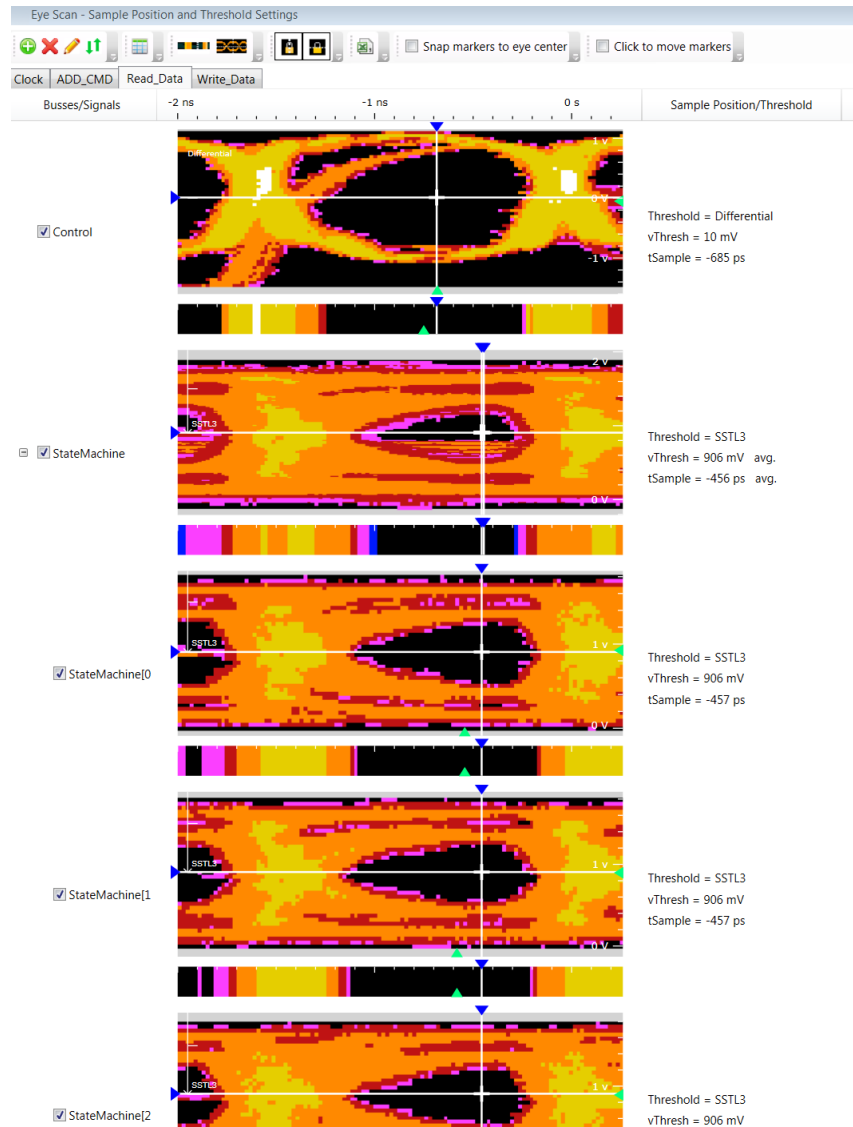 Eye Scan - Sample Position and Threshold Settings
Snap markers to eye center
Click to move markers
Clock ADD_CMD Read_Data Write_Data
Busses/Signals -2 ns -1 ns 0 s Sample Position/Threshold
Differential
1 V
0 V
-1 V
Control
Threshold = Differential
vThresh = 10 mV
tSample = -685 ps
2 V
SSTL3
0 V
StateMachine
Threshold = SSTL3
vThresh = 906 mV avg.
tSample = -456 ps avg.
SSTL3
1 V
0 V
StateMachine[0
Threshold = SSTL3
vThresh = 906 mV
tSample = -457 ps
SSTL3
1 V
0 V
StateMachine[1
Threshold = SSTL3
vThresh = 906 mV
tSample = -457 ps
SSTL3
1 V
StateMachine[2
Threshold = SSTL3
vThresh = 906 mV